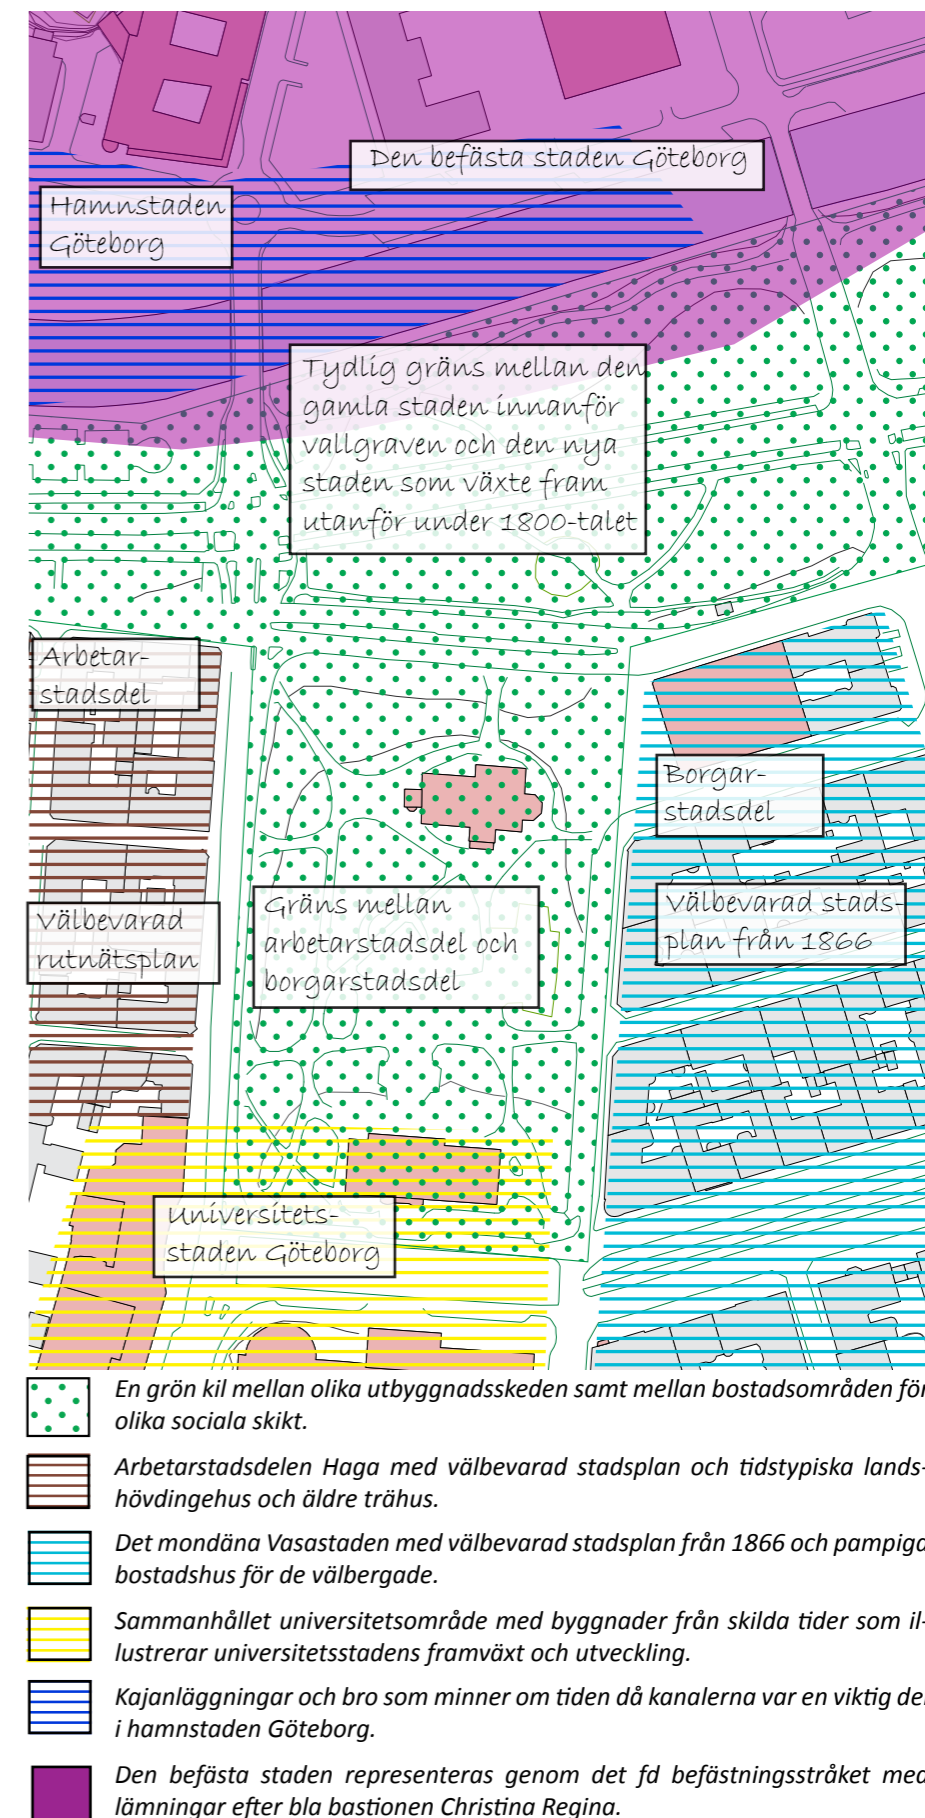 Den befästa staden Göteborg
Hamnstaden
Göteborg
Tydlig gräns mellan den
gamla staden innanför
vallgraven och den nya
staden som växte fram
utanför under 1800-talet
Arbetar-
stadsdel
Borgar-
stadsdel
Välbevarad
rutnätsplan
Gräns mellan
arbetarstadsdel och
borgarstadsdel
Välbevarad stads-
plan från 1866
Universitets-
staden Göteborg
En grön kil mellan olika utbyggnadsskeden samt mellan bostadsområden för
olika sociala skikt.
Arbetarstadsdelen Haga med välbevarad stadsplan och tidstypiska lands-
hövdingehus och äldre trähus.
Det mondäna Vasastaden med välbevarad stadsplan från 1866 och pampiga
bostadshus för de välbergade.
Sammanhållet universitetsområde med byggnader från skilda tider som il-
lustrerar universitetsstadens framväxt och utveckling.
Kajanläggningar och bro som minner om tiden då kanalerna var en viktig del
i hamnstaden Göteborg.
Den befästa staden representeras genom det fd befästningsstråket med
lämningar efter bla bastionen Christina Regina.